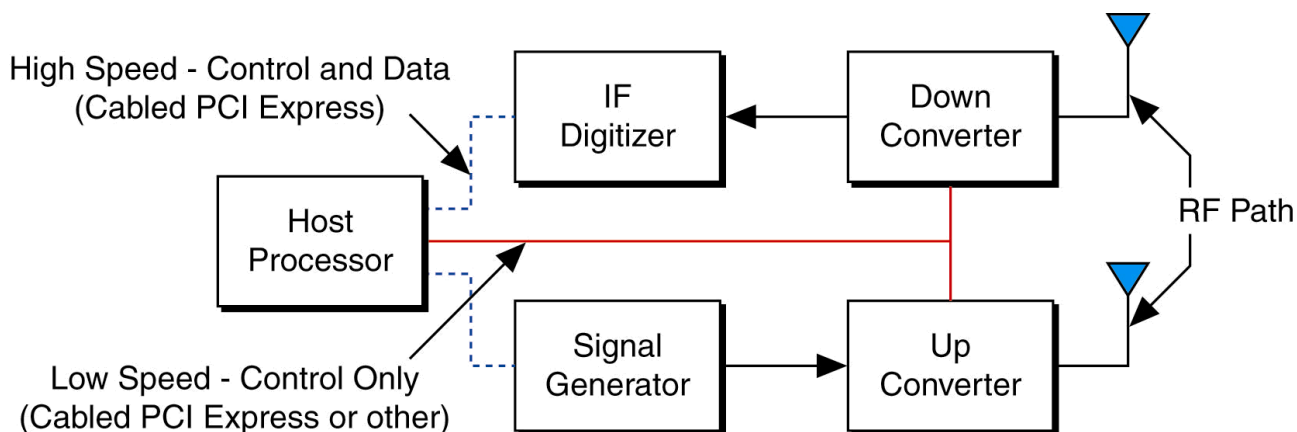 High Speed - Control and Data
(Cabled PCI Express)
IF
Digitizer
Down
Converter
Host
Processor
RF Path
Signal
Generator
Up
Converter
Low Speed - Control Only
(Cabled PCI Express or other)